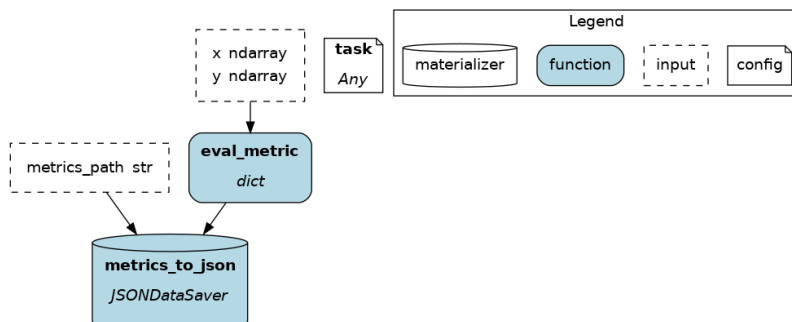 x ndarray
y ndarray
task
Any
Legend
materializer
function
input
config
metrics_path str
eval_metric
dict
metrics_to_json
JSONDataSaver